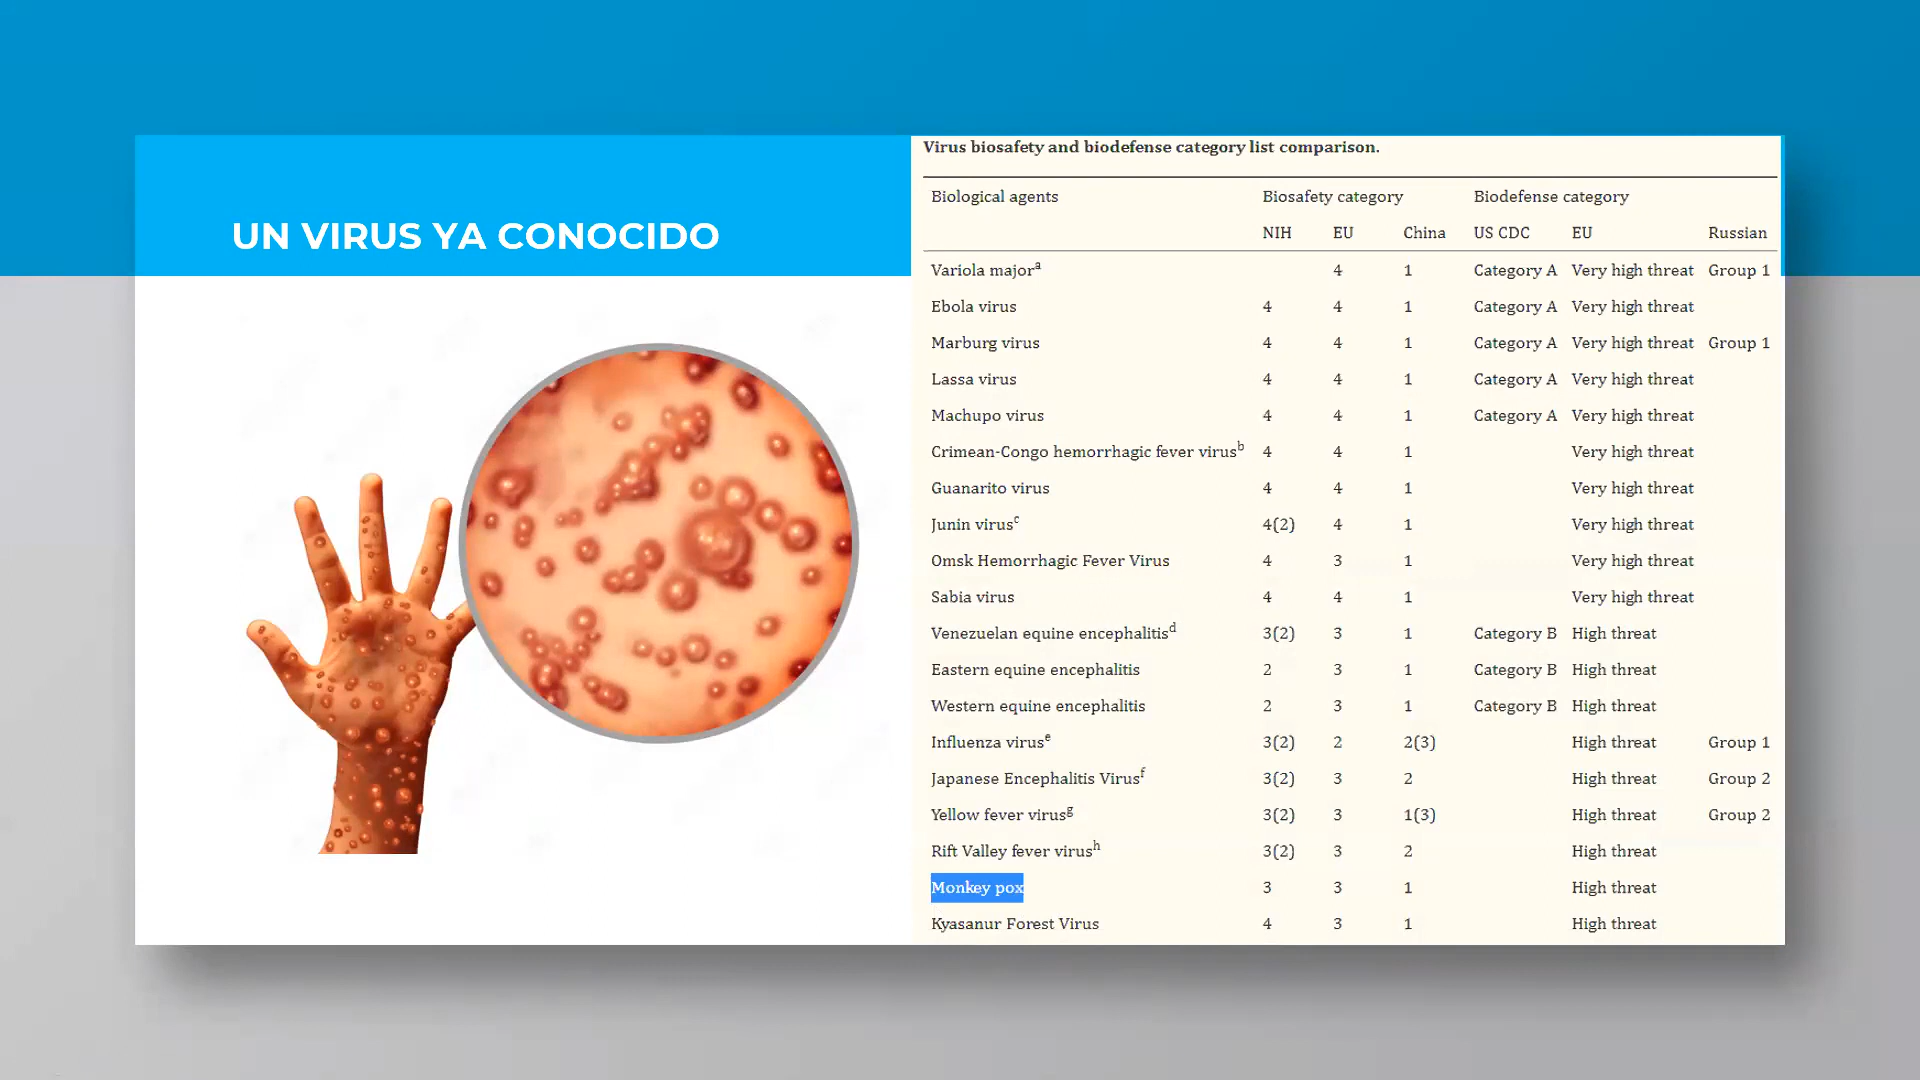 UN VIRUS YA CONOCIDO
Virus biosafety and biodefense category list comparison.
Biological agents Biosafety category Biodefense category
NIH EU China US CDC EU Russian
Variola majorᵃ 4 1 Category A Very high threat Group 1
Ebola virus 4 4 1 Category A Very high threat
Marburg virus 4 4 1 Category A Very high threat Group 1
Lassa virus 4 4 1 Category A Very high threat
Machupo virus 4 4 1 Category A Very high threat
Crimean-Congo hemorrhagic fever virusᵇ 4 4 1 Very high threat
Guanarito virus 4 4 1 Very high threat
Junin virusᶜ 4(2) 4 1 Very high threat
Omsk Hemorrhagic Fever Virus 4 3 1 Very high threat
Sabia virus 4 4 1 Very high threat
Venezuelan equine encephalitisᵈ 3(2) 3 1 Category B High threat
Eastern equine encephalitis 2 3 1 Category B High threat
Western equine encephalitis 2 3 1 Category B High threat
Influenza virusᵉ 3(2) 2 2(3) High threat Group 1
Japanese Encephalitis Virusᶠ 3(2) 3 2 High threat Group 2
Yellow fever virusᵍ 3(2) 3 1(3) High threat Group 2
Rift Valley fever virusʰ 3(2) 3 2 High threat
Monkey pox 3 3 1 High threat
Kyasanur Forest Virus 4 3 1 High threat